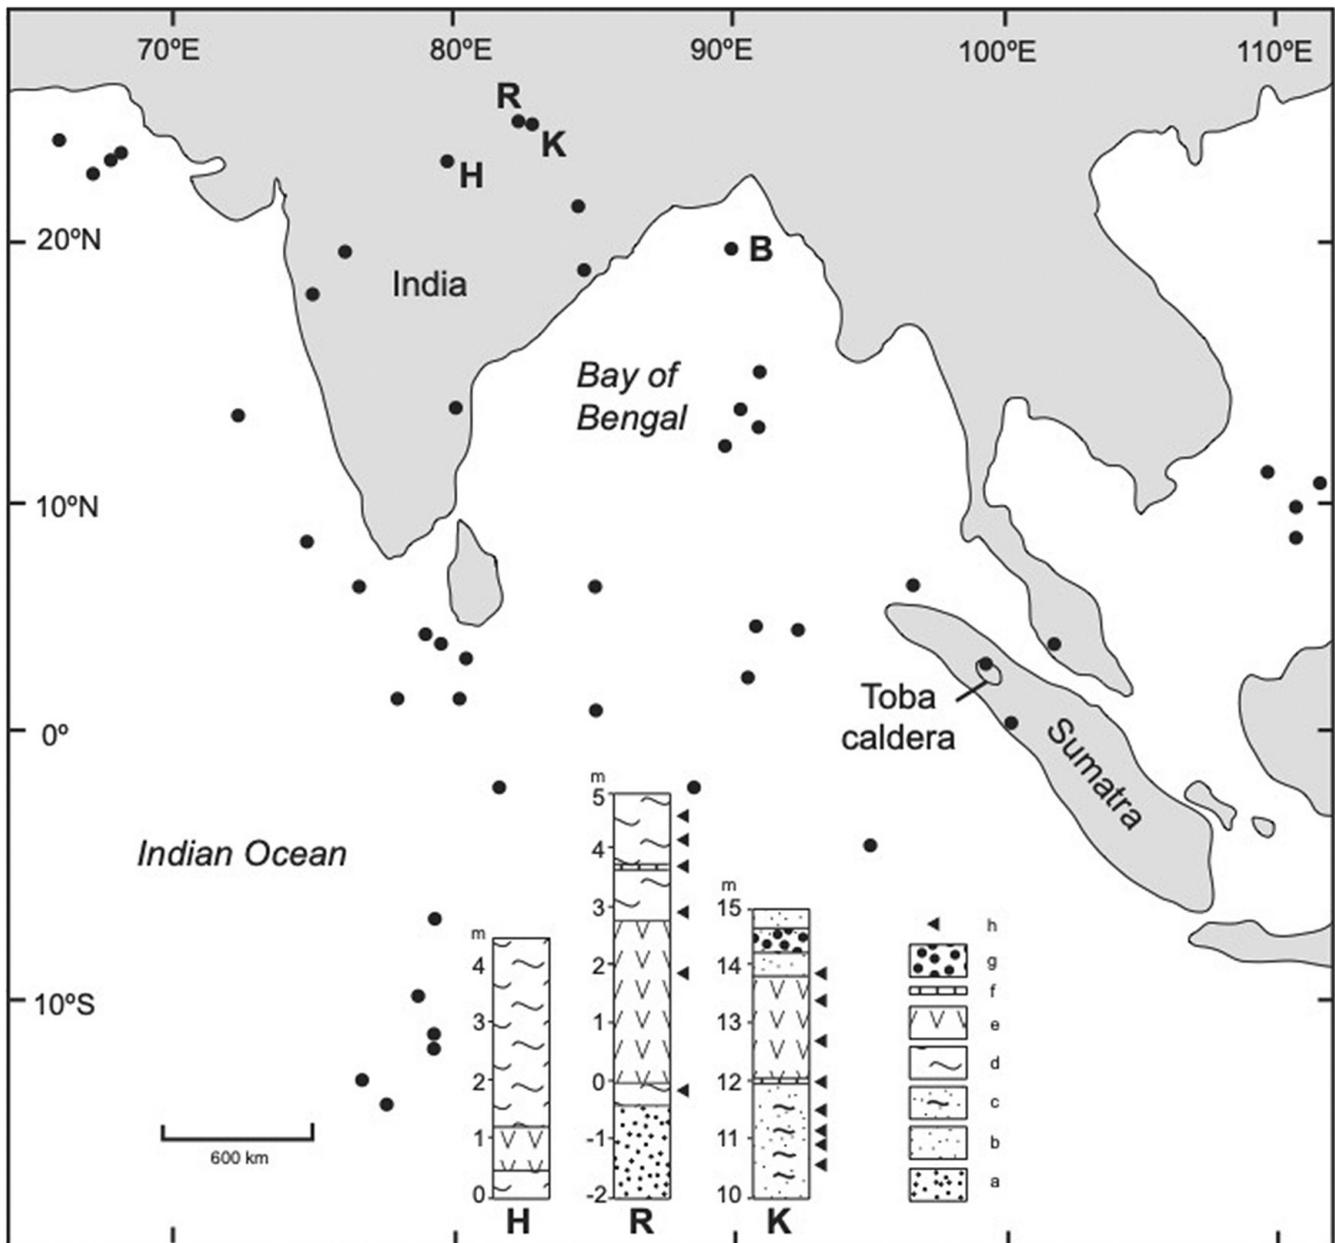 70ºE 80ºE 90ºE 100ºE 110ºE
R
K
H
20ºN
B
India
Bay of
Bengal
10ºN
Toba
caldera
0º
Sumatra
Indian Ocean
10ºS
600 km
m
4
3
2
1
0
H
m
5
4
3
2
1
0
-1
-2
R
m
15
14
13
12
11
10
K
h
g
f
e
d
c
b
a